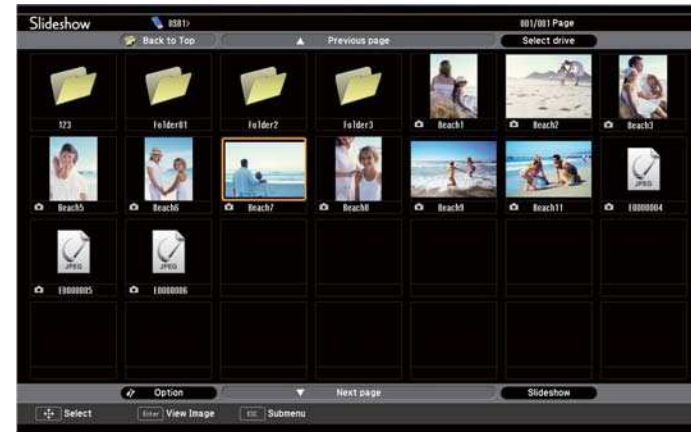 Slideshow USB1> 001/001 Page
Back to Top Previous page Select drive
123 Folder01 Folder2 Folder3 Beach1 Beach2 Beach3
Beach5 Beach6 Beach7 Beach8 Beach9 Beach11 E0000004
JPEG
E0000005 E0000006
JPEG JPEG
Option Next page Slideshow
Select Enter View Image ESC Submenu